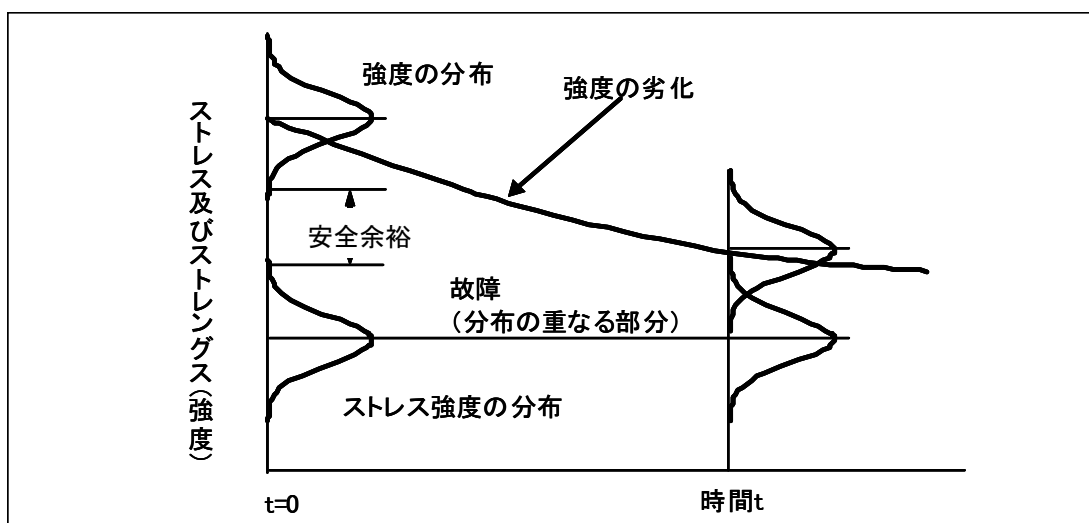 強度の分布
強度の劣化
ストレス及びストレングス(強度)
安全余裕
故障
(分布の重なる部分)
ストレス強度の分布
t=0
時間t